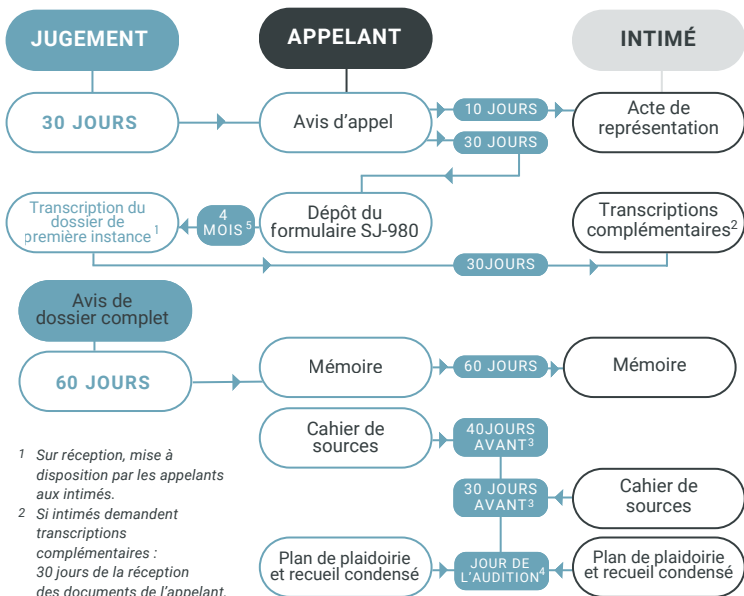 JUGEMENT
APPELANT
INTIMÉ
30 JOURS
Avis d'appel
10 JOURS
30 JOURS
Acte de
représentation
Transcription du
dossier de
première instance¹
4
MOIS⁵
Dépôt du
formulaire SJ-980
Transcriptions
complémentaires²
30JOURS
Avis de
dossier complet
60 JOURS
Mémoire
60 JOURS
Mémoire
Cahier de
sources
40JOURS
AVANT³
30 JOURS
AVANT³
Cahier de
sources
Plan de plaidoirie
et recueil condensé
JOUR DE
L'AUDITION⁴
Plan de plaidoirie
et recueil condensé
1 Sur réception, mise à
disposition par les appelants
aux intimés.
2 Si intimés demandent
transcriptions
complémentaires :
30 jours de la réception
des documents de l'appelant.